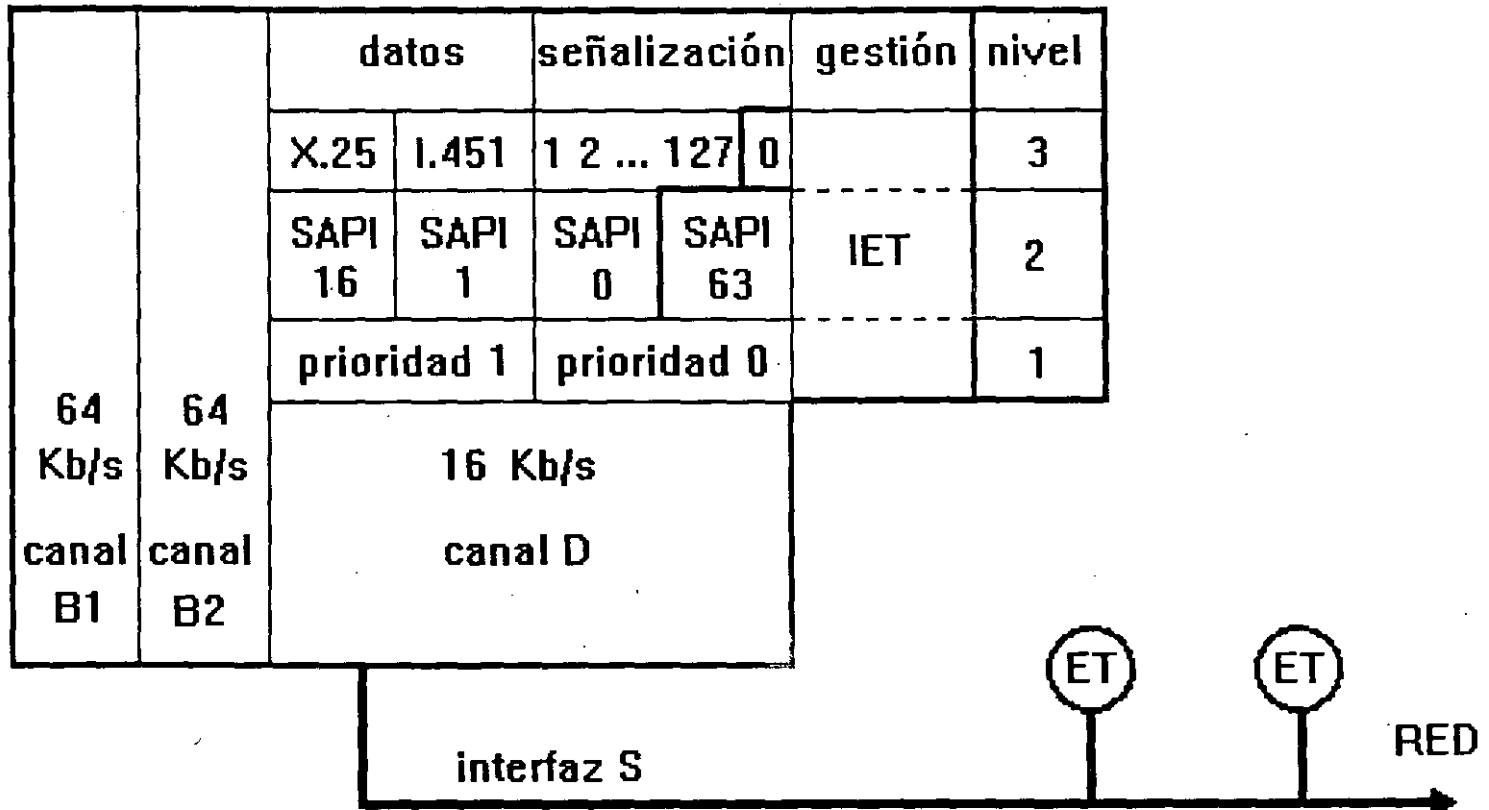 datos señalización gestión nivel
X.25 I.451 1 2 ... 127 0 3
SAPI 16 SAPI 1 SAPI 0 SAPI 63 IET 2
prioridad 1 prioridad 0 1
64 Kb/s canal B1
64 Kb/s canal B2
16 Kb/s
canal D
ET ET
RED
interfaz S